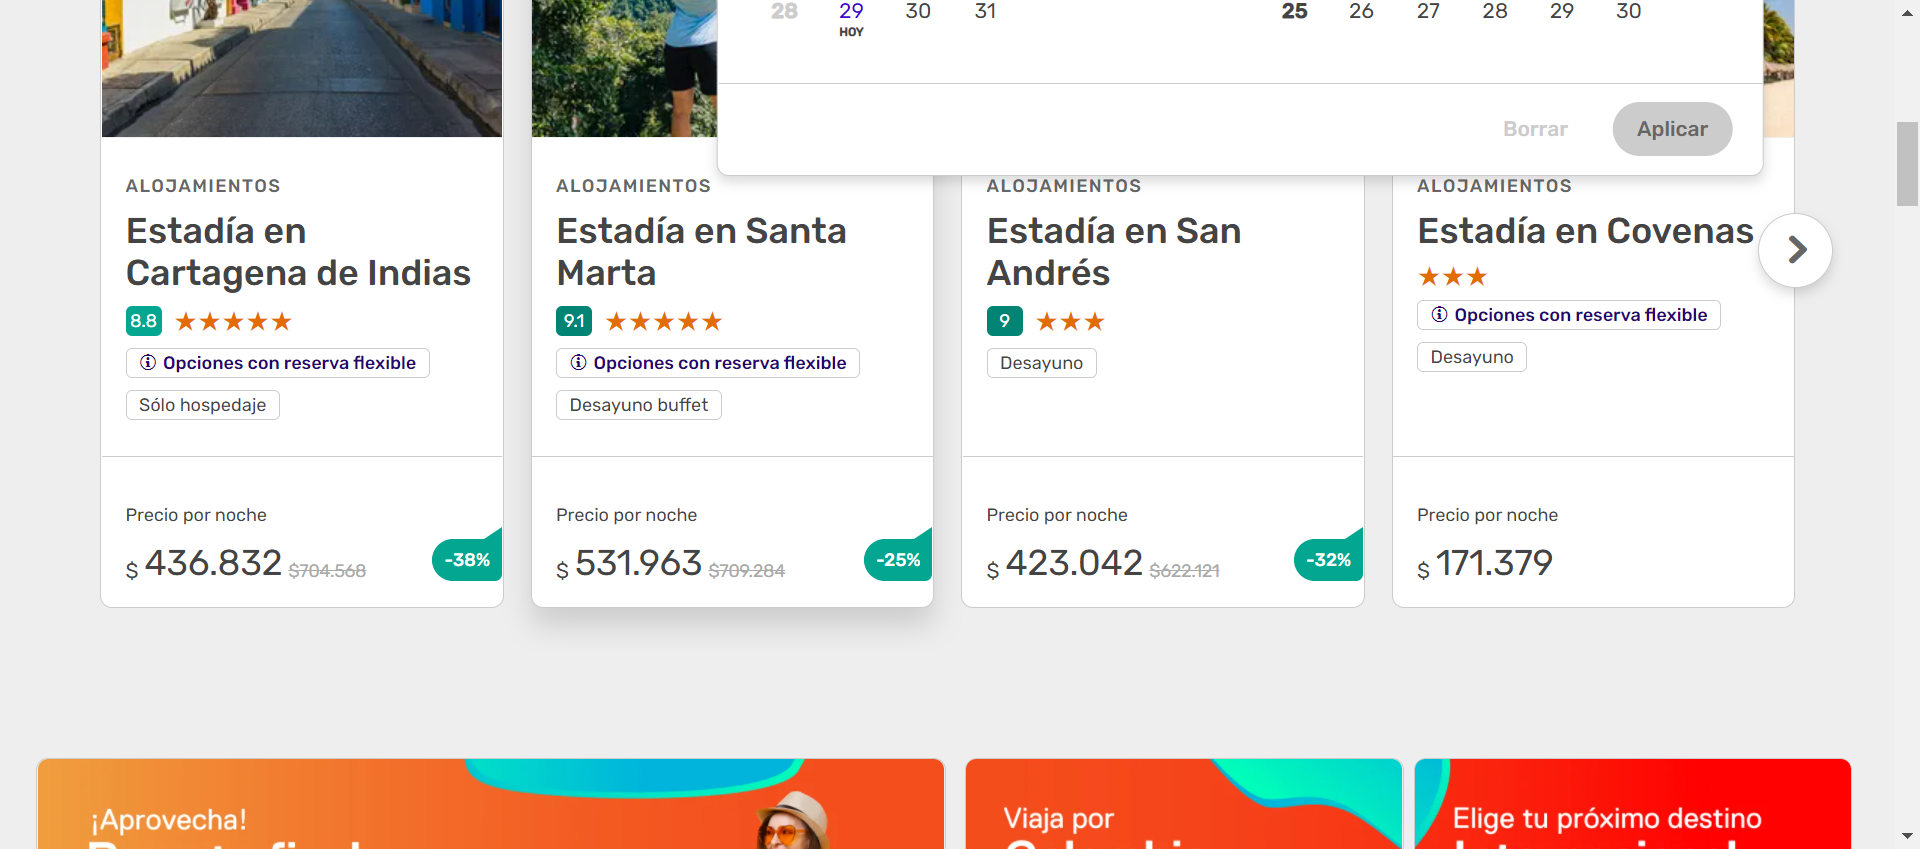 28 29 30 31 25 26 27 28 29 30
HOY
Borrar Aplicar
ALOJAMIENTOS
Estadía en
Cartagena de Indias
8.8
Opciones con reserva flexible
Sólo hospedaje
Precio por noche
$ 436.832 $704.568
-38%
ALOJAMIENTOS
Estadía en Santa
Marta
9.1
Opciones con reserva flexible
Desayuno buffet
Precio por noche
$ 531.963 $709.284
-25%
ALOJAMIENTOS
Estadía en San
Andrés
9
Desayuno
Precio por noche
$ 423.042 $622.121
-32%
ALOJAMIENTOS
Estadía en Covenas
Opciones con reserva flexible
Desayuno
Precio por noche
$ 171.379
¡Aprovecha!
Viaja por
Elige tu próximo destino